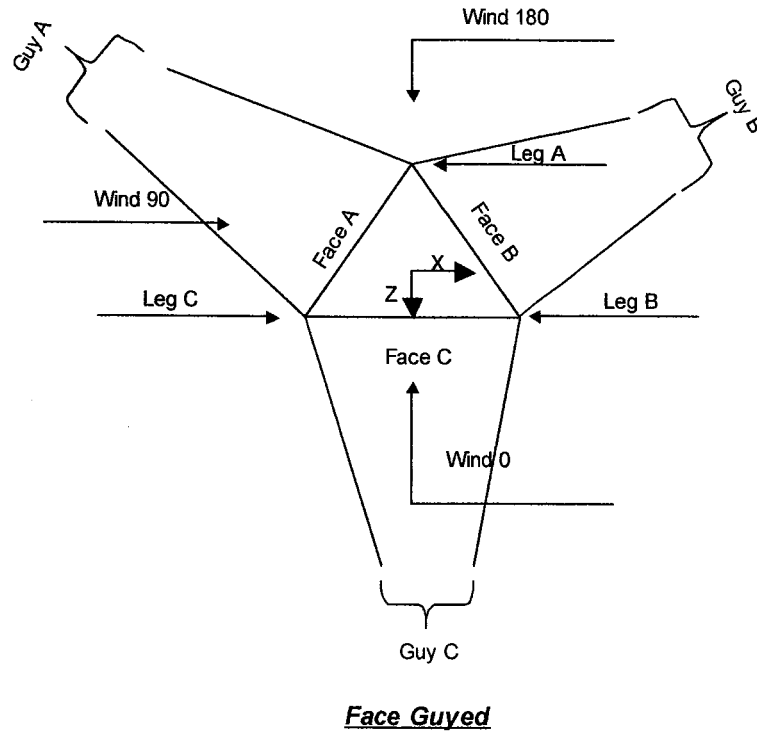 Wind 180
Guy A
Guy B
Leg A
Wind 90
Face A
Face B
X
Z
Leg C
Leg B
Face C
Wind 0
Guy C
Face Guyed